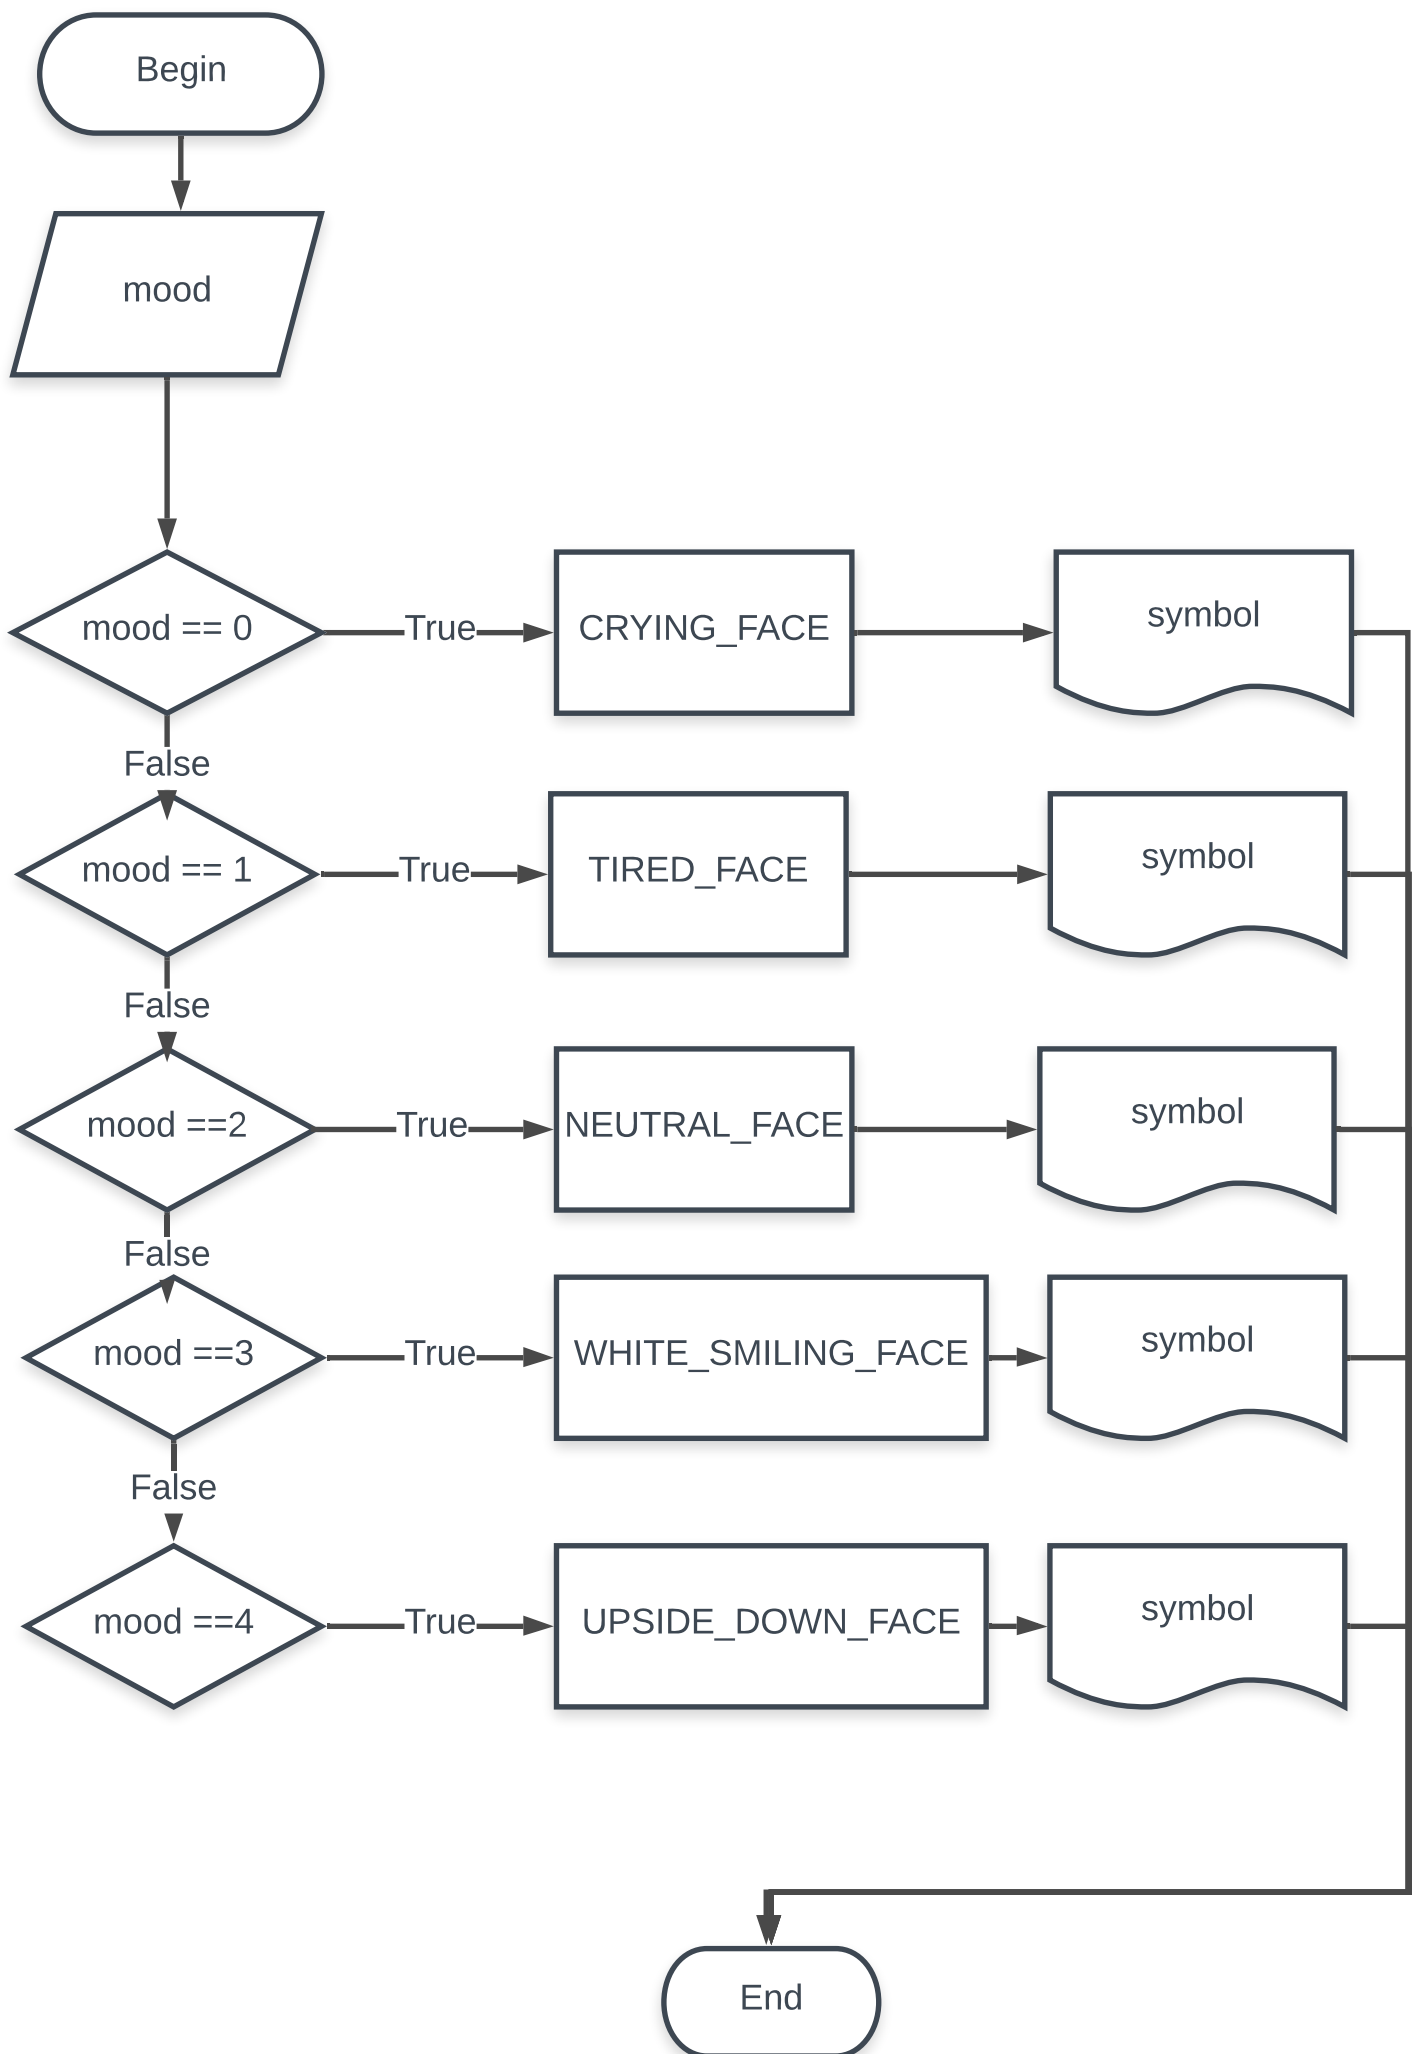 Begin
mood
mood == 0
True
CRYING_FACE
symbol
False
mood == 1
True
TIRED_FACE
symbol
False
mood ==2
True
NEUTRAL_FACE
symbol
False
mood ==3
True
WHITE_SMILING_FACE
symbol
False
mood ==4
True
UPSIDE_DOWN_FACE
symbol
End